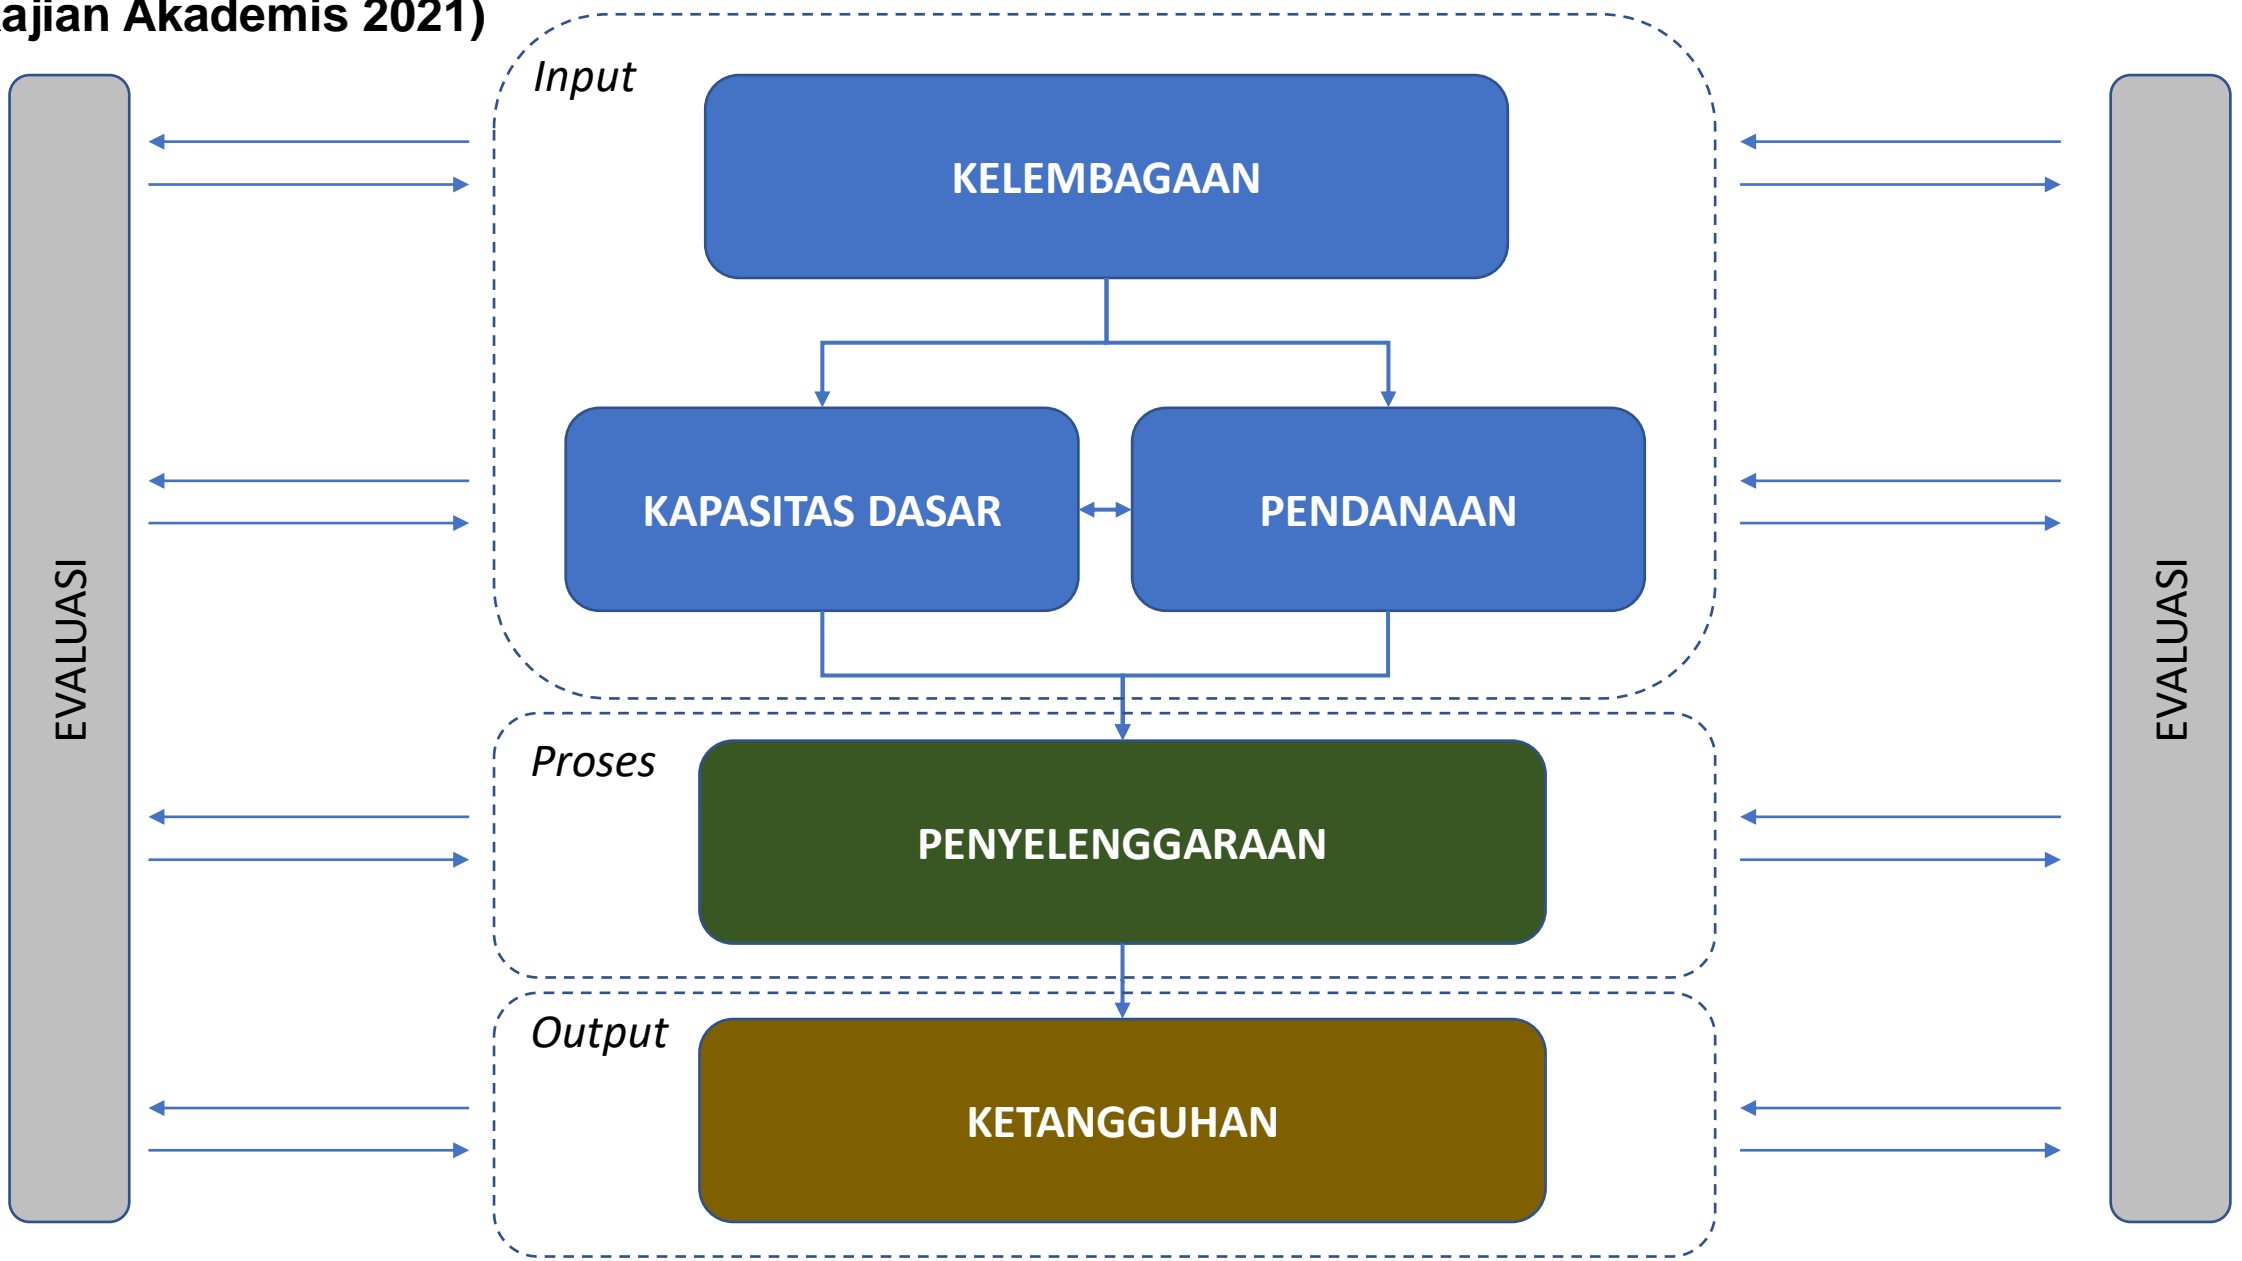 ajian Akademis 2021)
Input
KELEMBAGAAN
KAPASITAS DASAR
PENDANAAN
EVALUASI
EVALUASI
Proses
PENYELENGGARAAN
Output
KETANGGUHAN